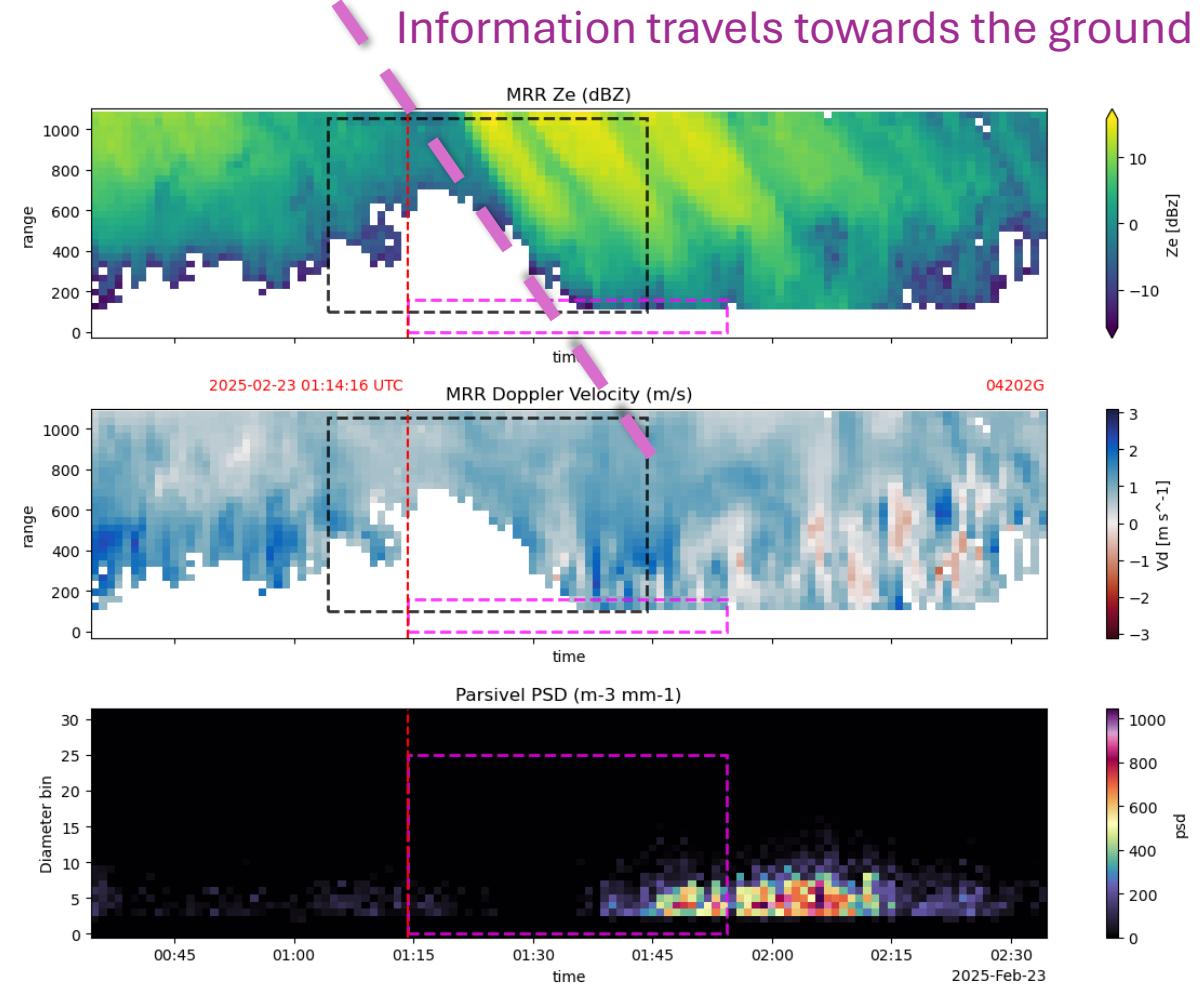 Information travels towards the ground
MRR Ze (dBZ)
1000
800
600
400
200
0
range
time
10
0
−10
Ze [dBz]
2025-02-23 01:14:16 UTC
04202G
MRR Doppler Velocity (m/s)
1000
800
600
400
200
0
range
time
3
2
1
0
−1
−2
−3
Vd [m s^-1]
Parsivel PSD (m-3 mm-1)
30
25
20
15
10
5
0
Diameter bin
00:45 01:00 01:15 01:30 01:45 02:00 02:15 02:30
time
2025-Feb-23
1000
800
600
400
200
0
psd